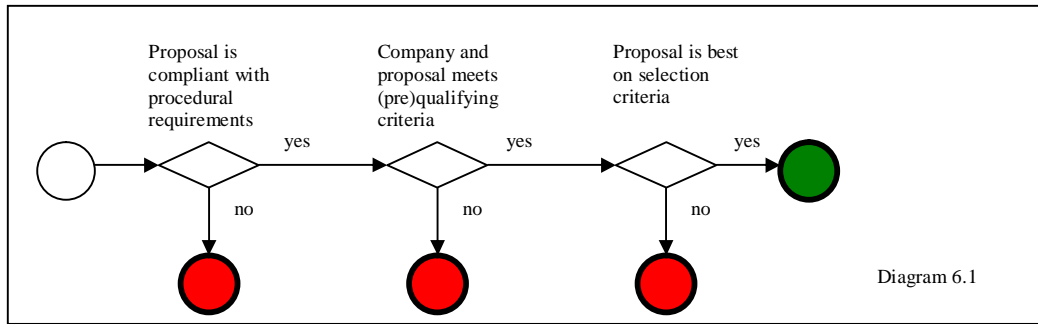 Proposal is
compliant with
procedural
requirements
Company and
proposal meets
(pre)qualifying
criteria
Proposal is best
on selection
criteria
yes
yes
yes
no
no
no
Diagram 6.1